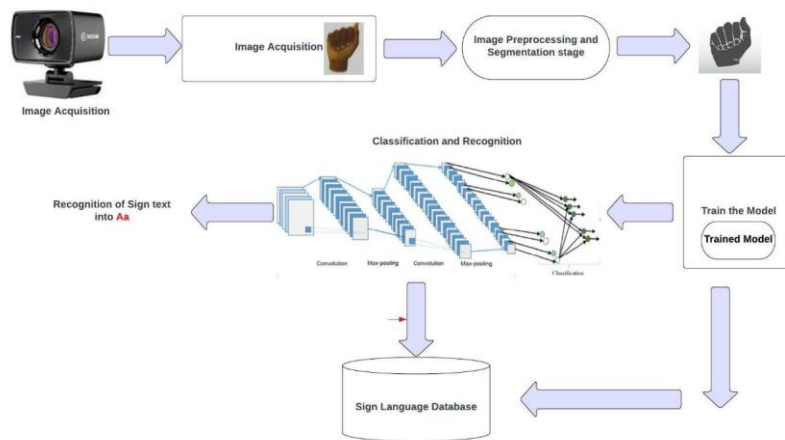 Image Acquisition
Image Preprocessing and
Segmentation stage
Image Acquisition
Classification and Recognition
Recognition of Sign text
into Aa
Train the Model
Trained Model
Convolution Max-pooling Convolution Max-pooling
Classification
Sign Language Database